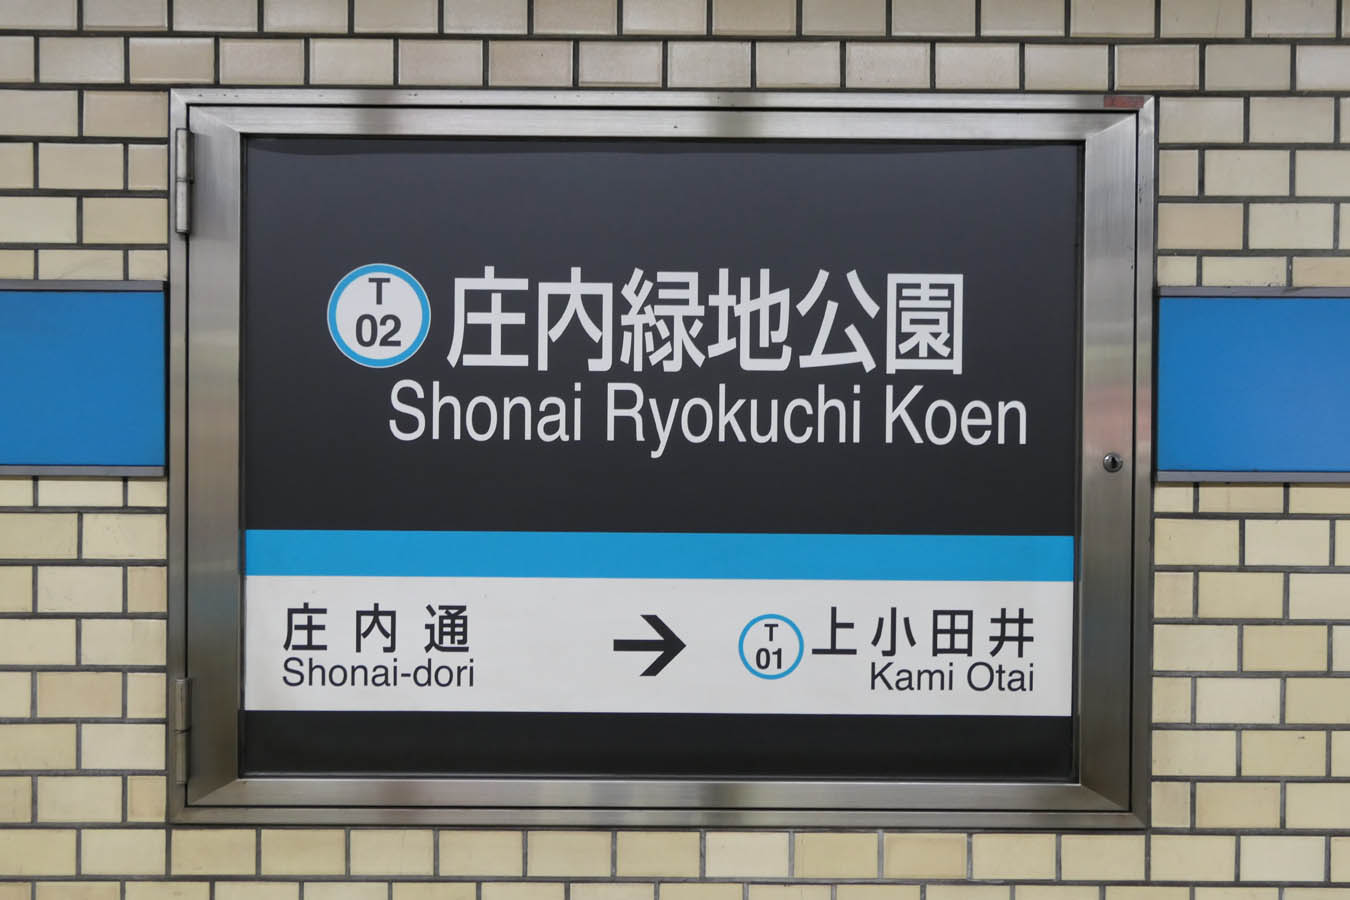 T
02
庄内緑地公園
Shonai Ryokuchi Koen
庄内通
Shonai-dori
→
T
01
上小田井
Kami Otai